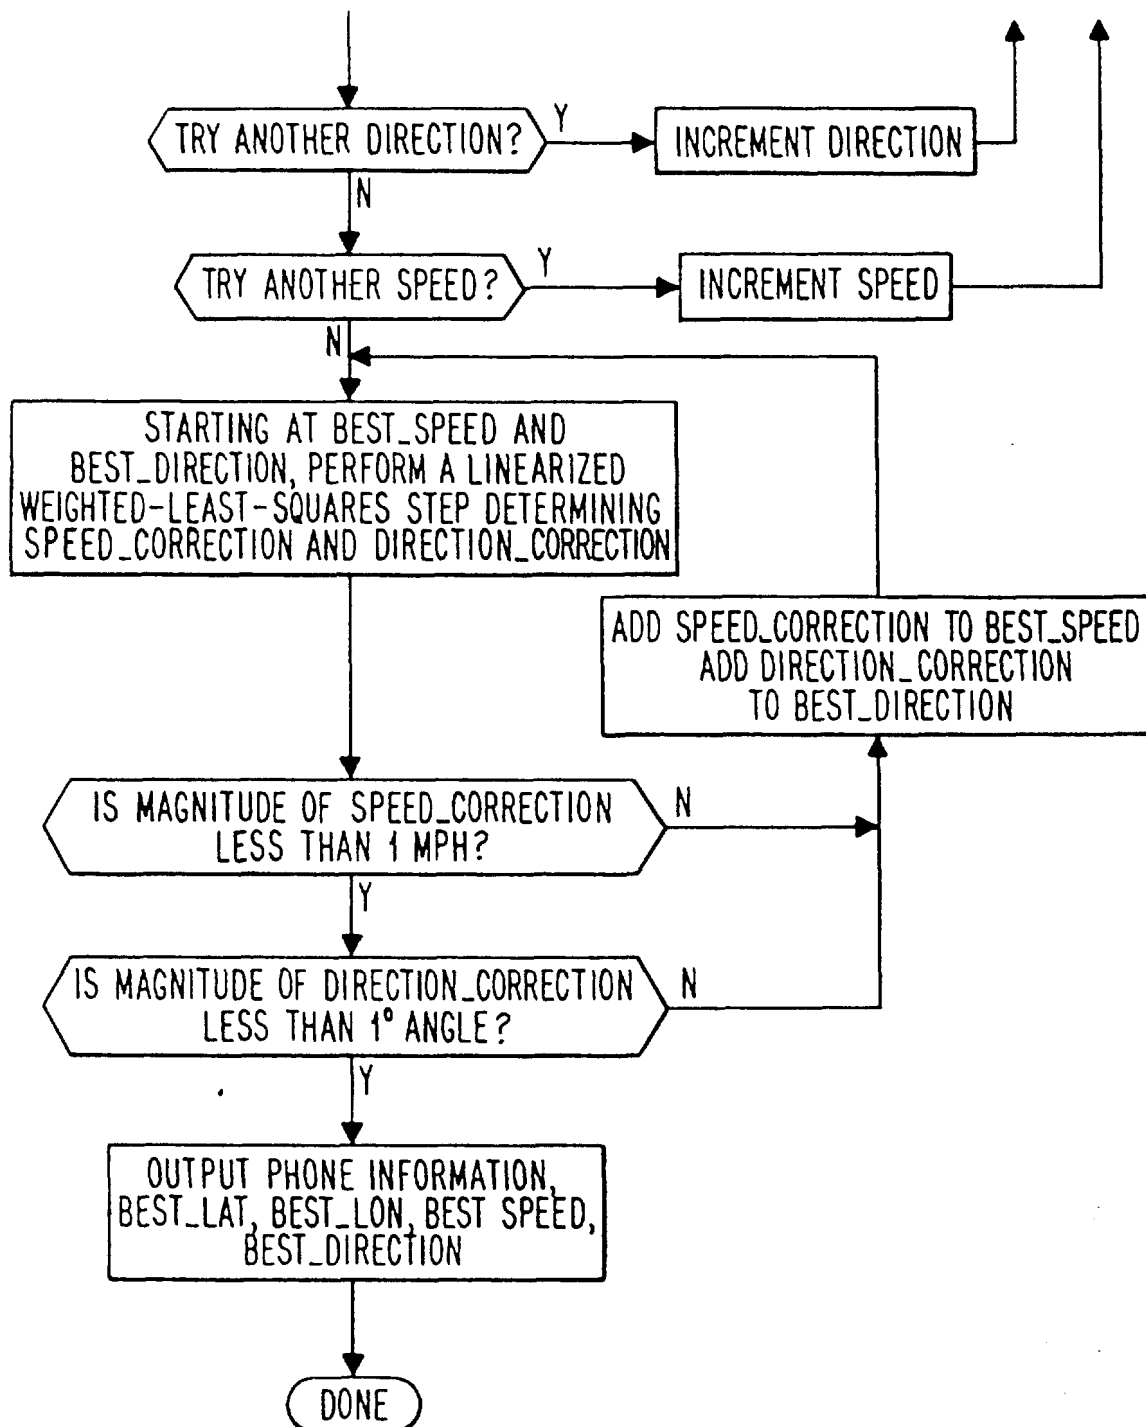 TRY ANOTHER DIRECTION?
Y
INCREMENT DIRECTION
N
TRY ANOTHER SPEED?
Y
INCREMENT SPEED
N
STARTING AT BEST_SPEED AND
BEST_DIRECTION, PERFORM A LINEARIZED
WEIGHTED-LEAST-SQUARES STEP DETERMINING
SPEED_CORRECTION AND DIRECTION_CORRECTION
ADD SPEED_CORRECTION TO BEST_SPEED
ADD DIRECTION_CORRECTION
TO BEST_DIRECTION
IS MAGNITUDE OF SPEED_CORRECTION
LESS THAN 1 MPH?
N
Y
IS MAGNITUDE OF DIRECTION_CORRECTION
LESS THAN 1° ANGLE?
N
Y
OUTPUT PHONE INFORMATION,
BEST_LAT, BEST_LON, BEST SPEED,
BEST_DIRECTION
DONE